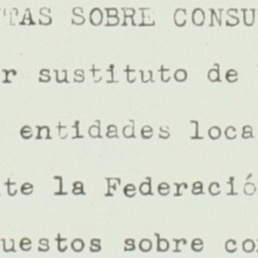 TAS SOBRE CONSU
r sustituto de
entidades loca
te la Federació
uestos sobre co